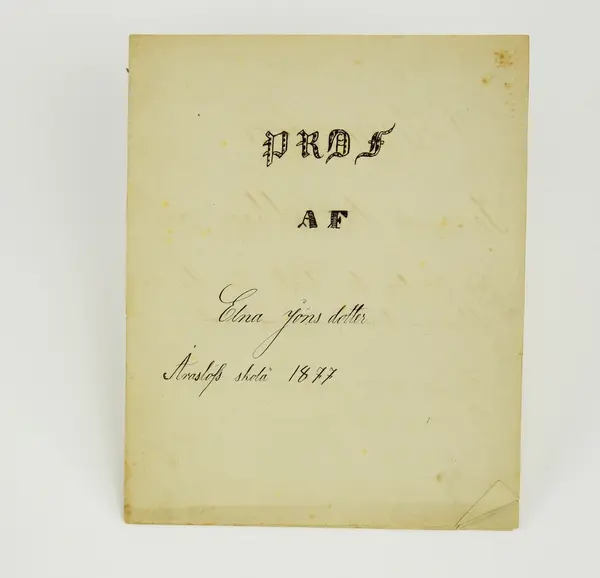 PROF
AF
Elna Jöns dotter
Åraslöfs skola 1877